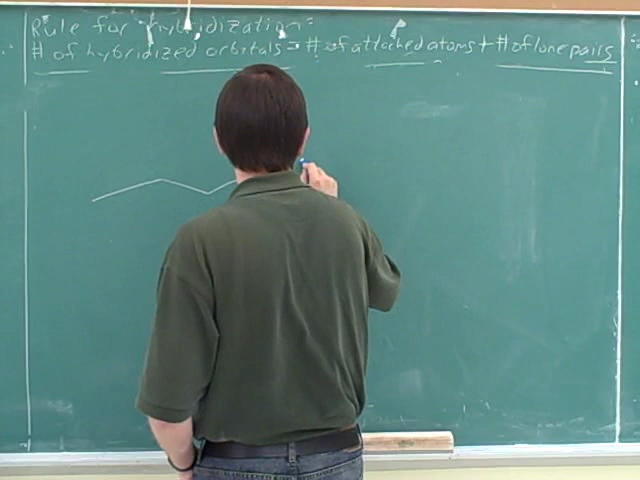 Rule for hybridization:
# of hybridized orbitals = # of attached atoms + # of lone pairs